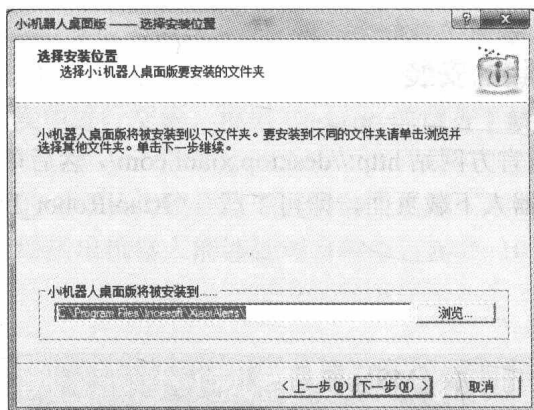 小i机器人桌面版 —— 选择安装位置
选择安装位置
选择小i机器人桌面版要安装的文件夹
小i机器人桌面版将被安装到以下文件夹。要安装到不同的文件夹请单击浏览并
选择其他文件夹。单击下一步继续。
小i机器人桌面版将被安装到……
C:\Program Files\Incesoft\XiaoiAlerts\
浏览...
< 上一步(B)
下一步(N) >
取消